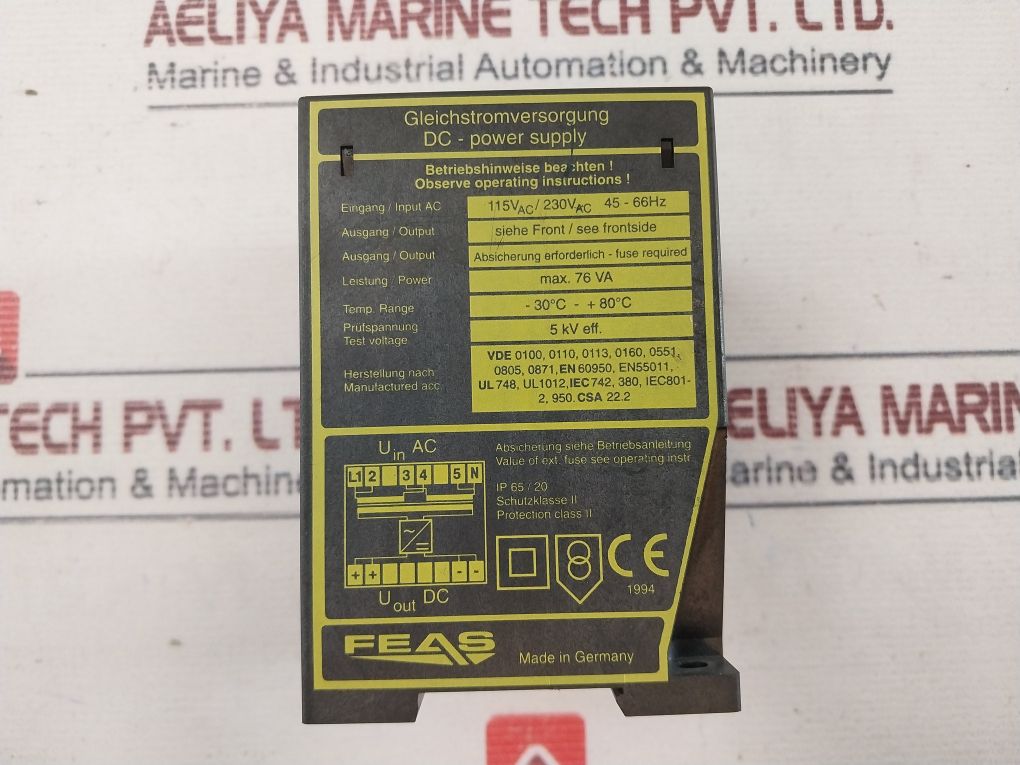 AELIYA MARINE TECH PVT. LTD.
Marine & Industrial Automation & Machinery
Gleichstromversorgung
DC - power supply
Betriebshinweise beachten !
Observe operating instructions !
Eingang / Input AC 115VAC / 230VAC 45 - 66Hz
Ausgang / Output siehe Front / see frontside
Ausgang / Output Absicherung erforderlich - fuse required
Leistung / Power max. 76 VA
Temp. Range - 30°C - + 80°C
Prüfspannung
Test voltage
5 kV eff.
Herstellung nach
Manufactured acc.
VDE 0100, 0110, 0113, 0160, 0551,
0805, 0871, EN 60950, EN55011,
UL 748, UL1012, IEC 742, 380, IEC801-
2, 950, CSA 22.2
Uin AC
L1 2 3 4 5 N
+ + - -
Uout DC
Absicherung siehe Betriebsanleitung
Value of ext. fuse see operating instr.
IP 65 / 20
Schutzklasse II
Protection class II
CE
1994
FEAS
Made in Germany
TECH PVT. LT
mation & Machin
AELIYA MARIN
arine & Industrial